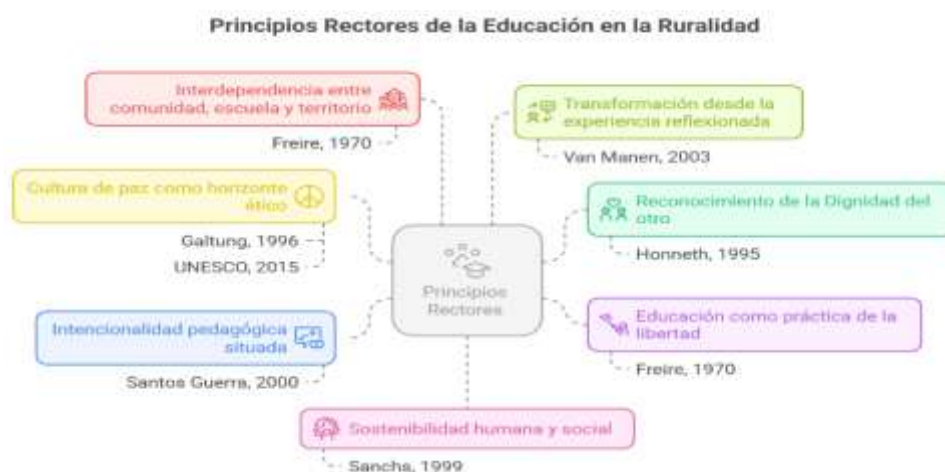 Principios Rectores de la Educación en la Ruralidad
Interdependencia entre
comunidad, escuela y territorio
Freire, 1970
Transformación desde la
experiencia reflexionada
Van Manen, 2003
Cultura de paz como horizonte
ético
Galtung, 1996
UNESCO, 2015
Reconocimiento de la Dignidad del
otro
Honneth, 1995
Principios
Rectores
Intencionalidad pedagógica
situada
Santos Guerra, 2000
Educación como práctica de la
libertad
Freire, 1970
Sostenibilidad humana y social
Sanchs, 1999